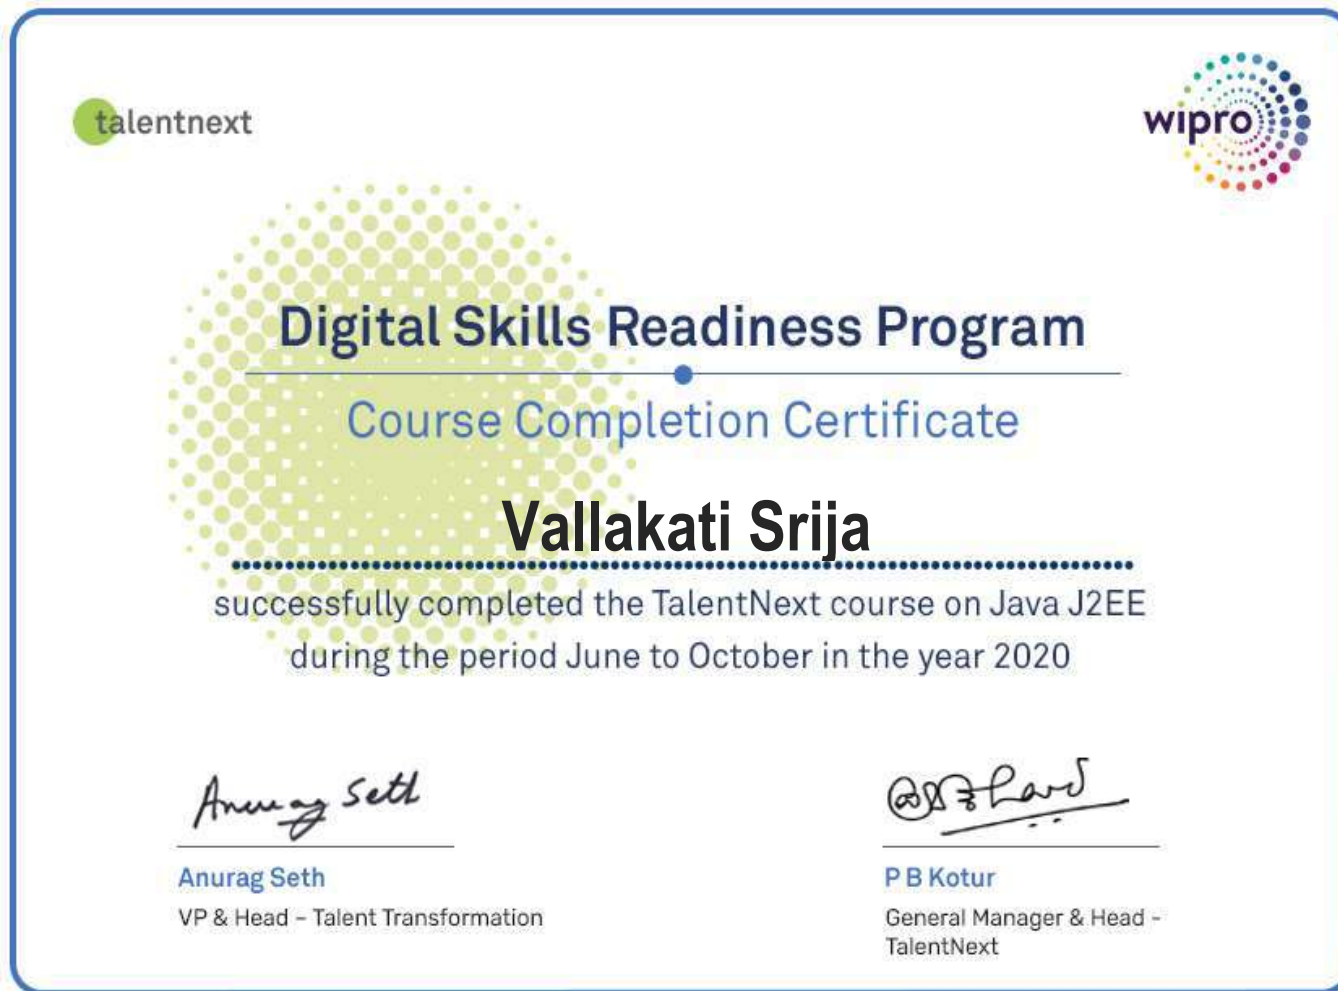 talentnext
wipro
Digital Skills Readiness Program
Course Completion Certificate
Vallakati Srija
successfully completed the TalentNext course on Java J2EE
during the period June to October in the year 2020
Anurag Seth
Anurag Seth
P B Kotur
VP & Head – Talent Transformation
General Manager & Head -
TalentNext